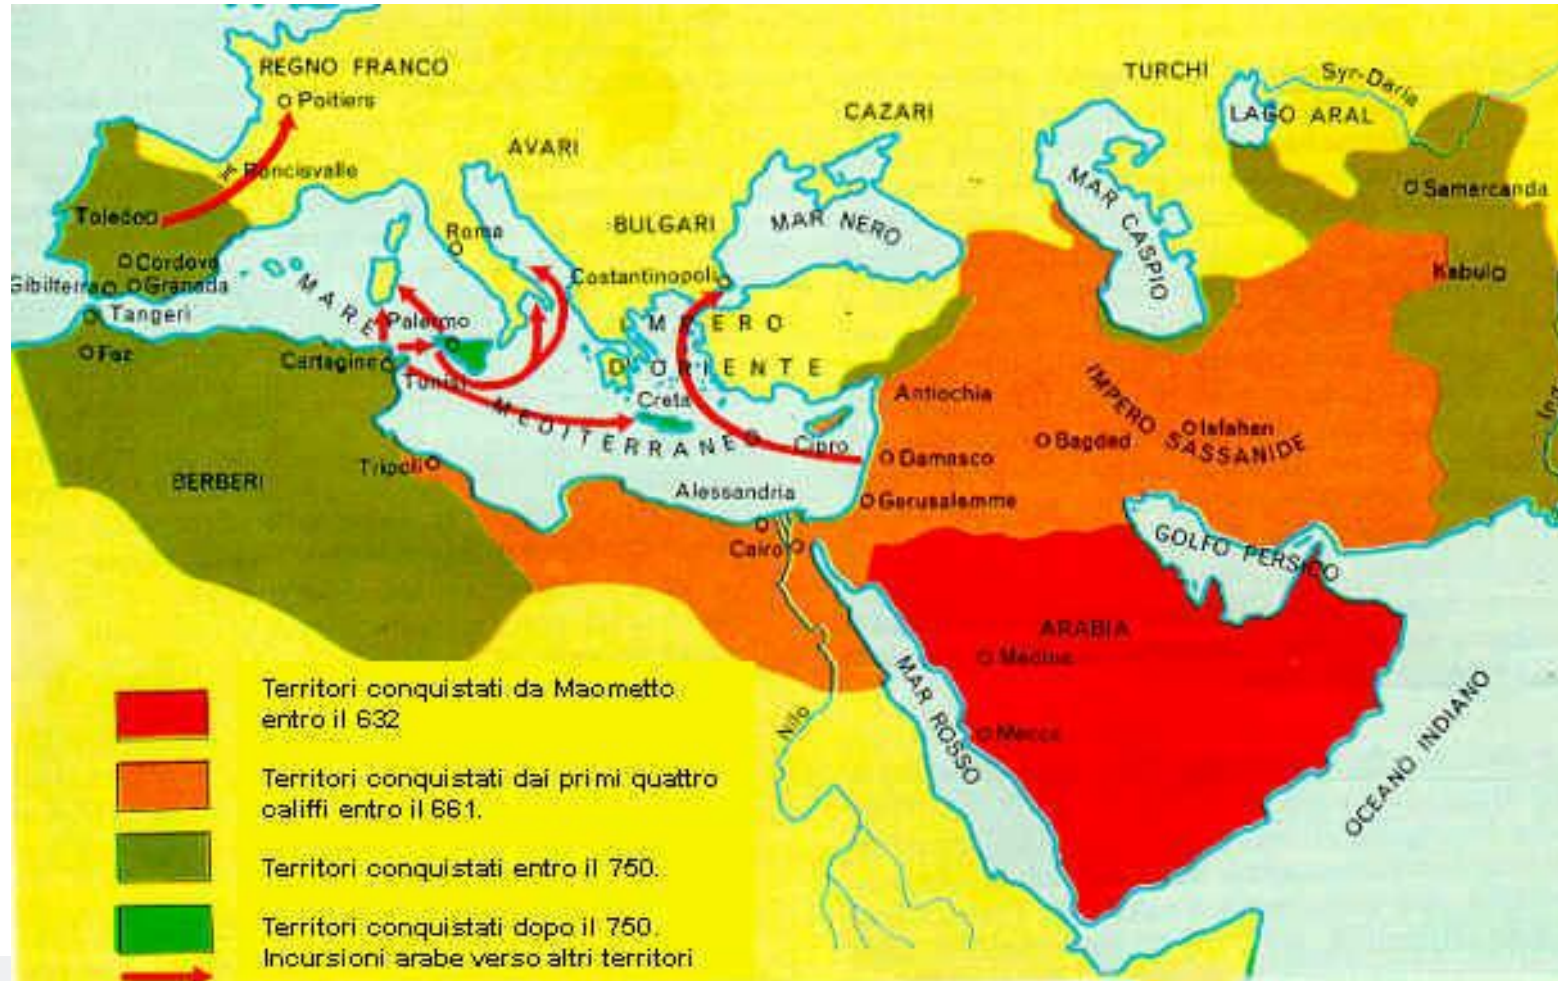 REGNO FRANCO
Poitiers
TURCHI
Syr-Daria
LAGO ARAL
CAZARI
AVARI
Roncisvalle
MAR CASPIO
Samarcanda
Toledo
Roma
BULGARI
MAR NERO
Cordova
Costantinopoli
Kabul
Gibilterra
Granada
MARE
Tangeri
Palermo
IMPERO
Fez
Cartagine
D'ORIENTE
Tunisi
Antiochia
IMPERO
Creta
MEDITERRANEO
Cipro
Bagdad
Isfahan
SASSANIDE
Damasco
Tripoli
BERBERI
Alessandria
Gerusalemme
Cairo
GOLFO PERSICO
ARABIA
Medina
MAR ROSSO
Nilo
Mecca
OCEANO INDIANO
Territori conquistati da Maometto
entro il 632
Territori conquistati dai primi quattro
califfi entro il 661.
Territori conquistati entro il 750.
Territori conquistati dopo il 750.
Incursioni arabe verso altri territori